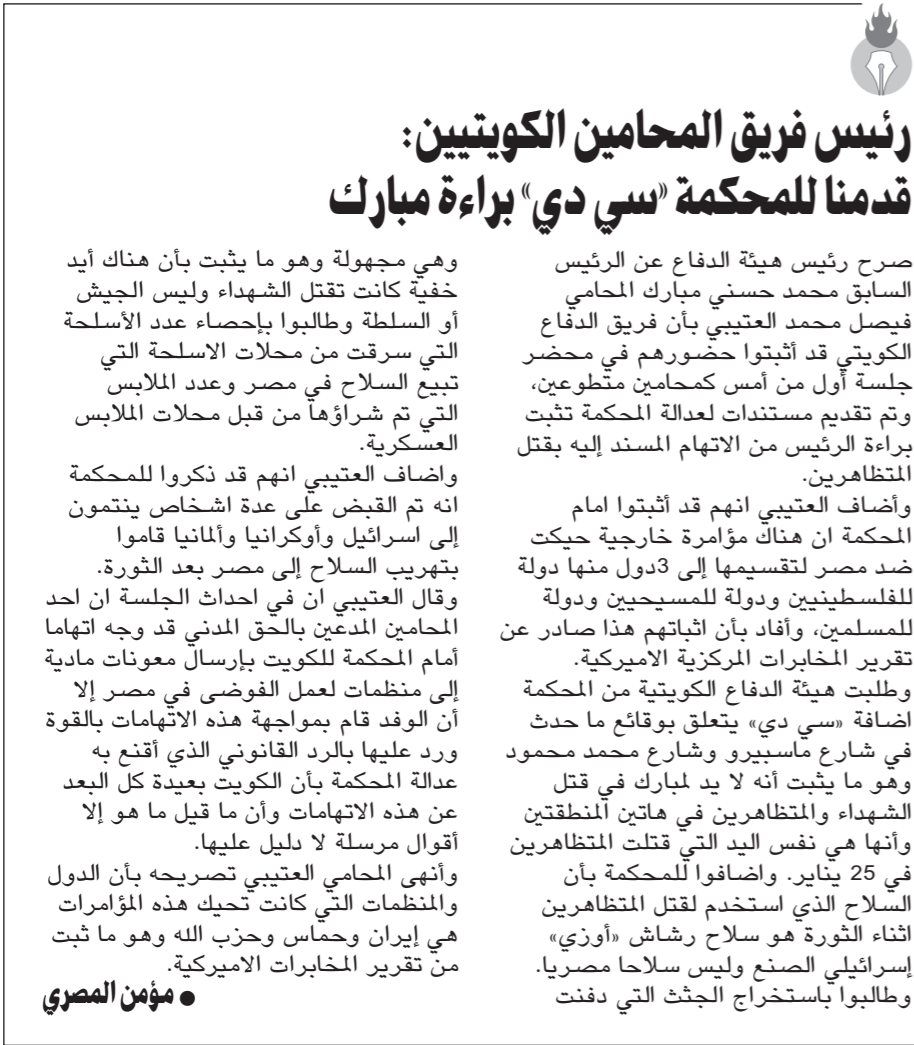 رئيس فريق المحامين الكويتيين:
قدمنا للمحكمة «سي دي» براءة مبارك
صرح رئيس هيئة الدفاع عن الرئيس
السابق محمد حسني مبارك المحامي
فيصل محمد العتيبي بأن فريق الدفاع
الكويتي قد أثبتوا حضورهم في محضر
جلسة أول من أمس كمحامين متطوعين،
وتم تقديم مستندات لعدالة المحكمة تثبت
براءة الرئيس من الاتهام المسند إليه بقتل
المتظاهرين.
وأضاف العتيبي انهم قد أثبتوا امام
المحكمة ان هناك مؤامرة خارجية حيكت
ضد مصر لتقسيمها إلى 3دول منها دولة
للفلسطينيين ودولة للمسيحيين ودولة
للمسلمين، وأفاد بأن اثباتهم هذا صادر عن
تقرير المخابرات المركزية الاميركية.
وطلبت هيئة الدفاع الكويتية من المحكمة
اضافة «سي دي» يتعلق بوقائع ما حدث
في شارع ماسبيرو وشارع محمد محمود
وهو ما يثبت أنه لا يد لمبارك في قتل
الشهداء والمتظاهرين في هاتين المنطقتين
وأنها هي نفس اليد التي قتلت المتظاهرين
في 25 يناير. واضافوا للمحكمة بأن
السلاح الذي استخدم لقتل المتظاهرين
اثناء الثورة هو سلاح رشاش «أوزي»
إسرائيلي الصنع وليس سلاحا مصريا.
وطالبوا باستخراج الجثث التي دفنت
وهي مجهولة وهو ما يثبت بأن هناك أيد
خفية كانت تقتل الشهداء وليس الجيش
أو السلطة وطالبوا بإحصاء عدد الأسلحة
التي سرقت من محلات الاسلحة التي
تبيع السلاح في مصر وعدد الملابس
التي تم شراؤها من قبل محلات الملابس
العسكرية.
واضاف العتيبي انهم قد ذكروا للمحكمة
انه تم القبض على عدة اشخاص ينتمون
إلى اسرائيل وأوكرانيا وألمانيا قاموا
بتهريب السلاح إلى مصر بعد الثورة.
وقال العتيبي ان في احداث الجلسة ان احد
المحامين المدعين بالحق المدني قد وجه اتهاما
أمام المحكمة للكويت بإرسال معونات مادية
إلى منظمات لعمل الفوضى في مصر إلا
أن الوفد قام بمواجهة هذه الاتهامات بالقوة
ورد عليها بالرد القانوني الذي أقنع به
عدالة المحكمة بأن الكويت بعيدة كل البعد
عن هذه الاتهامات وأن ما قيل ما هو إلا
أقوال مرسلة لا دليل عليها.
وأنهى المحامي العتيبي تصريحه بأن الدول
والمنظمات التي كانت تحيك هذه المؤامرات
هي إيران وحماس وحزب الله وهو ما ثبت
من تقرير المخابرات الاميركية.
● مؤمن المصري